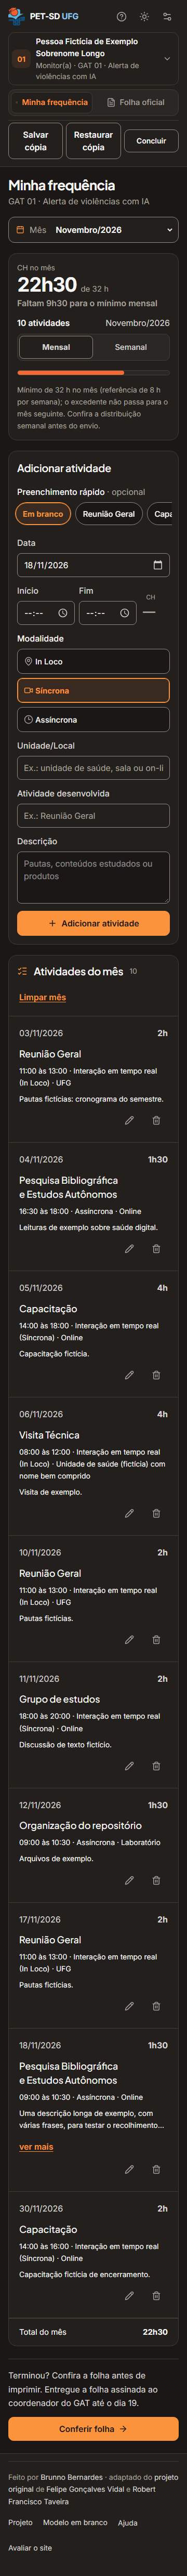 PET-SD UFG
01
Pessoa Fictícia de Exemplo
Sobrenome Longo
Monitor(a) · GAT 01 · Alerta de
violências com IA
Minha frequência
Folha oficial
Salvar
cópia
Restaurar
cópia
Concluir
Minha frequência
GAT 01 · Alerta de violências com IA
Mês Novembro/2026
CH no mês
22h30 de 32 h
Faltam 9h30 para o mínimo mensal
10 atividades Novembro/2026
Mensal Semanal
Mínimo de 32 h no mês (referência de 8 h
por semana); o excedente não passa para o
mês seguinte. Confira a distribuição
semanal antes do envio.
Adicionar atividade
Preenchimento rápido · opcional
Em branco Reunião Geral Capa
Data
18/11/2026
Início Fim CH
--:-- --:-- —
Modalidade
In Loco
Síncrona
Assíncrona
Unidade/Local
Ex.: unidade de saúde, sala ou on-li
Atividade desenvolvida
Ex.: Reunião Geral
Descrição
Pautas, conteúdos estudados ou
produtos
Adicionar atividade
Atividades do mês 10
Limpar mês
03/11/2026 2h
Reunião Geral
11:00 às 13:00 · Interação em tempo real
(In Loco) · UFG
Pautas fictícias: cronograma do semestre.
04/11/2026 1h30
Pesquisa Bibliográfica
e Estudos Autônomos
16:30 às 18:00 · Assíncrona · Online
Leituras de exemplo sobre saúde digital.
05/11/2026 4h
Capacitação
14:00 às 18:00 · Interação em tempo real
(Síncrona) · Online
Capacitação fictícia.
06/11/2026 4h
Visita Técnica
08:00 às 12:00 · Interação em tempo real
(In Loco) · Unidade de saúde (fictícia) com
nome bem comprido
Visita de exemplo.
10/11/2026 2h
Reunião Geral
11:00 às 13:00 · Interação em tempo real
(In Loco) · UFG
Pautas fictícias.
11/11/2026 2h
Grupo de estudos
18:00 às 20:00 · Interação em tempo real
(Síncrona) · Online
Discussão de texto fictício.
12/11/2026 1h30
Organização do repositório
09:00 às 10:30 · Assíncrona · Laboratório
Arquivos de exemplo.
17/11/2026 2h
Reunião Geral
11:00 às 13:00 · Interação em tempo real
(In Loco) · UFG
Pautas fictícias.
18/11/2026 1h30
Pesquisa Bibliográfica
e Estudos Autônomos
09:00 às 10:30 · Assíncrona · Online
Uma descrição longa de exemplo, com
várias frases, para testar o recolhimento...
ver mais
30/11/2026 2h
Capacitação
14:00 às 16:00 · Interação em tempo real
(Síncrona) · Online
Capacitação fictícia de encerramento.
Total do mês 22h30
Terminou? Confira a folha antes de
imprimir. Entregue a folha assinada ao
coordenador do GAT até o dia 19.
Conferir folha →
Feito por Brunno Bernardes · adaptado do projeto
original de Felipe Gonçalves Vidal e Robert
Francisco Taveira
Projeto Modelo em branco Ajuda
Avaliar o site